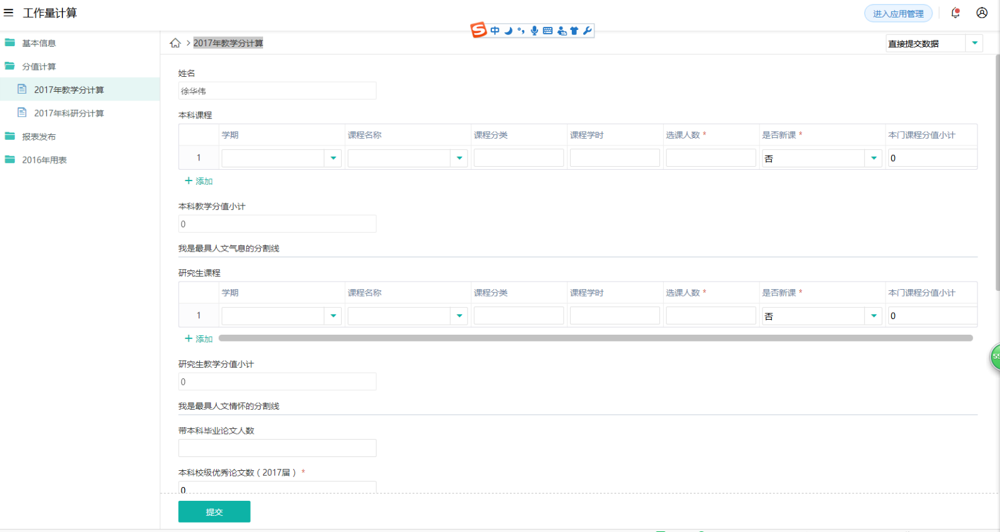 工作量计算
进入应用管理
中
基本信息
分值计算
2017年教学分计算
2017年科研分计算
报表发布
2016年用表
2017年教学分计算
直接提交数据
姓名
徐华伟
本科课程
学期 课程名称 课程分类 课程学时 选课人数 * 是否新课 * 本门课程分值小计
1 否 0
+ 添加
本科教学分值小计
0
我是最具人文气息的分割线
研究生课程
学期 课程名称 课程分类 课程学时 选课人数 * 是否新课 * 本门课程分值小计
1 否 0
+ 添加
55
研究生教学分值小计
0
我是最具人文情怀的分割线
带本科毕业论文人数
本科校级优秀论文数（2017届） *
0
提交